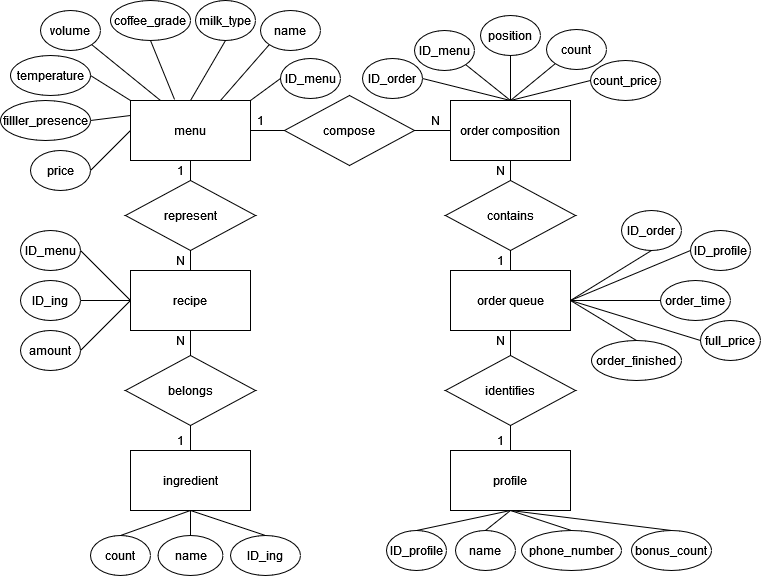 volume
coffee_grade
milk_type
name
temperature
ID_menu
filller_presence
menu
price
1
compose
N
ID_order
ID_menu
position
count
count_price
order composition
1
represent
N
N
contains
1
ID_menu
ID_ing
amount
recipe
order queue
ID_order
ID_profile
order_time
full_price
order_finished
N
belongs
1
N
identifies
1
ingredient
profile
count
name
ID_ing
ID_profile
name
phone_number
bonus_count